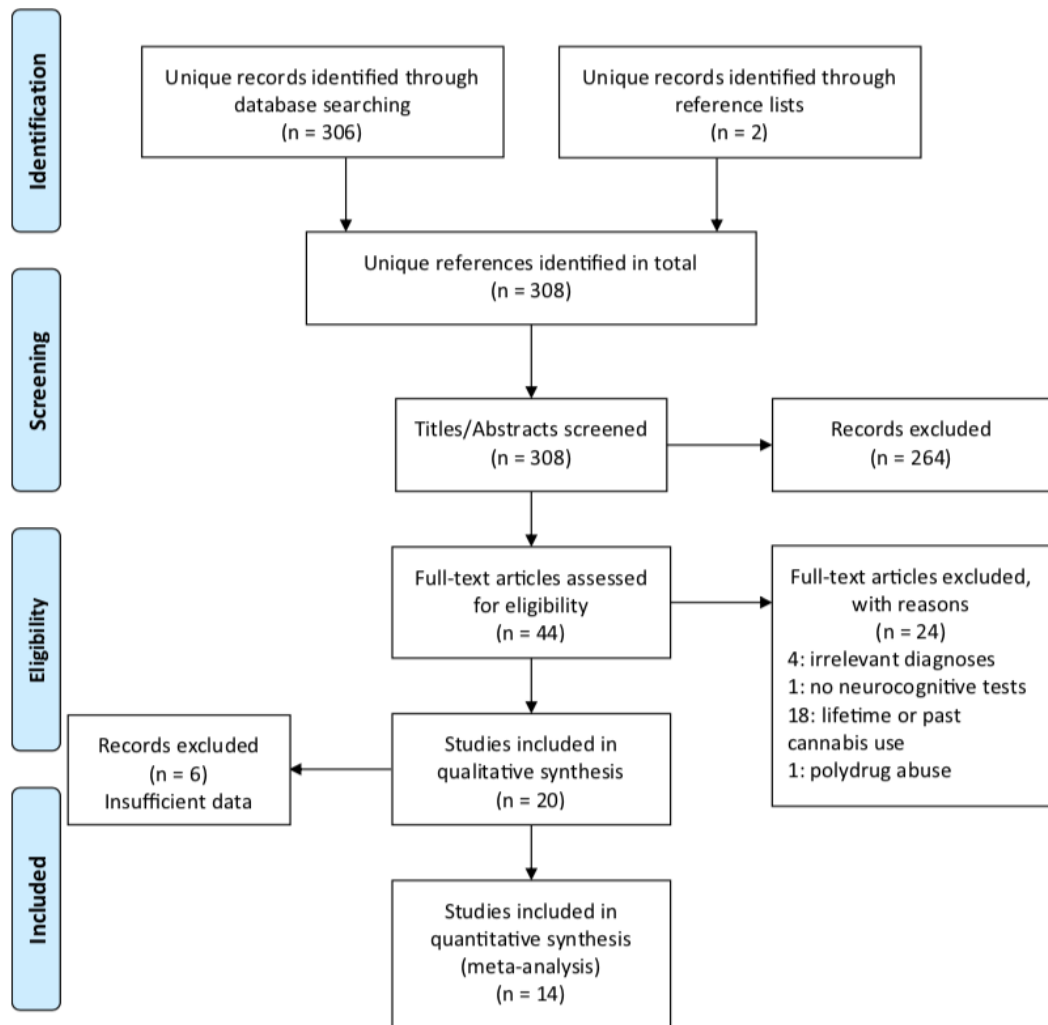 Identification
Unique records identified through
database searching
(n = 306)
Unique records identified through
reference lists
(n = 2)
Unique references identified in total
(n = 308)
Screening
Titles/Abstracts screened
(n = 308)
Records excluded
(n = 264)
Eligibility
Full-text articles assessed
for eligibility
(n = 44)
Full-text articles excluded,
with reasons
(n = 24)
4: irrelevant diagnoses
1: no neurocognitive tests
18: lifetime or past
cannabis use
1: polydrug abuse
Studies included in
qualitative synthesis
(n = 20)
Records excluded
(n = 6)
Insufficient data
Included
Studies included in
quantitative synthesis
(meta-analysis)
(n = 14)